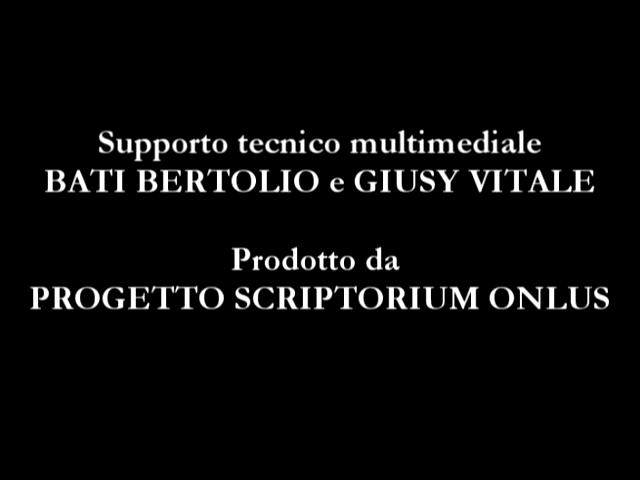 Supporto tecnico multimediale
BATI BERTOLIO e GIUSY VITALE
Prodotto da
PROGETTO SCRIPTORIUM ONLUS